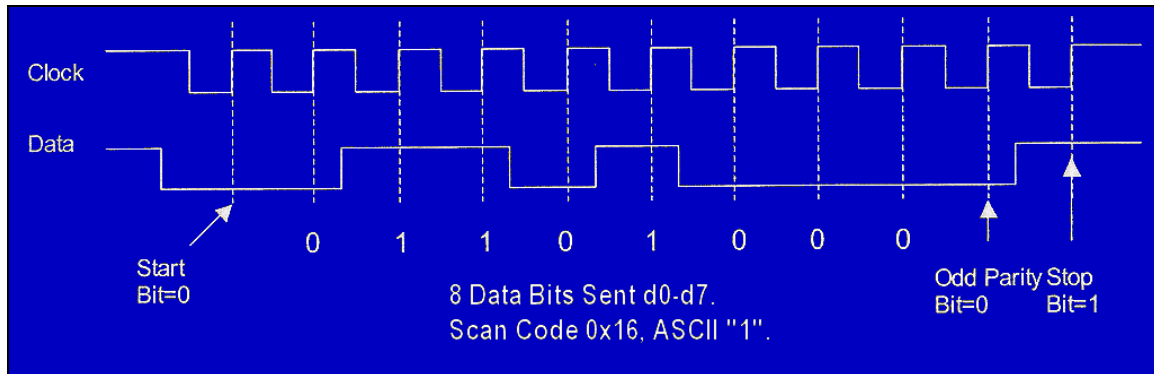 Clock
Data
0 1 1 0 1 0 0 0
Start
Bit=0
8 Data Bits Sent d0-d7.
Scan Code 0x16, ASCII "1".
Odd Parity
Bit=0
Stop
Bit=1